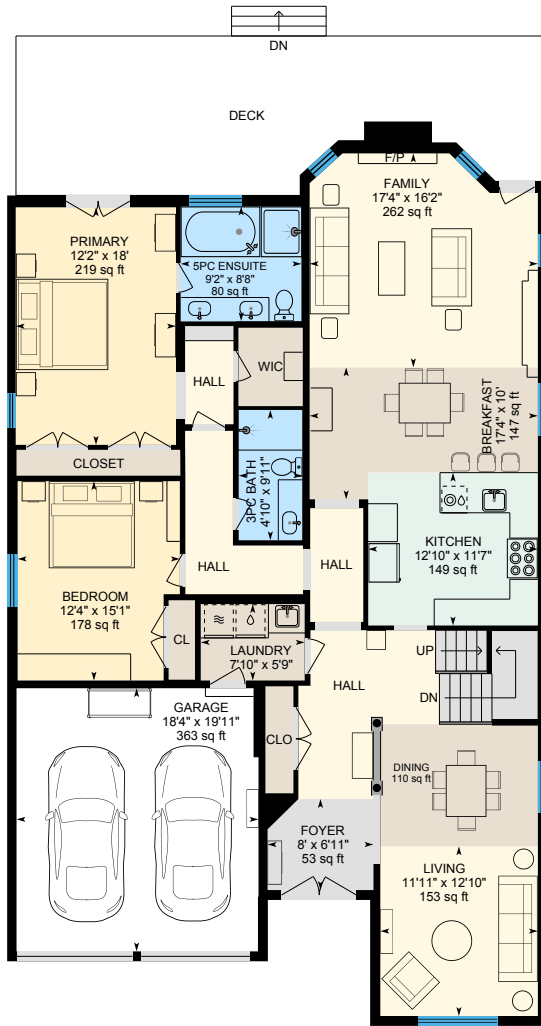 DN
DECK
F/P
FAMILY
17'4" x 16'2"
262 sq ft
PRIMARY
12'2" x 18'
219 sq ft
5PC ENSUITE
9'2" x 8'8"
80 sq ft
HALL
WIC
BREAKFAST
17'4" x 10'
147 sq ft
CLOSET
3PC BATH
4'10" x 9'11"
KITCHEN
12'10" x 11'7"
149 sq ft
HALL
HALL
BEDROOM
12'4" x 15'1"
178 sq ft
CL
LAUNDRY
7'10" x 5'9"
UP
HALL
DN
GARAGE
18'4" x 19'11"
363 sq ft
CLO
DINING
110 sq ft
FOYER
8' x 6'11"
53 sq ft
LIVING
11'11" x 12'10"
153 sq ft